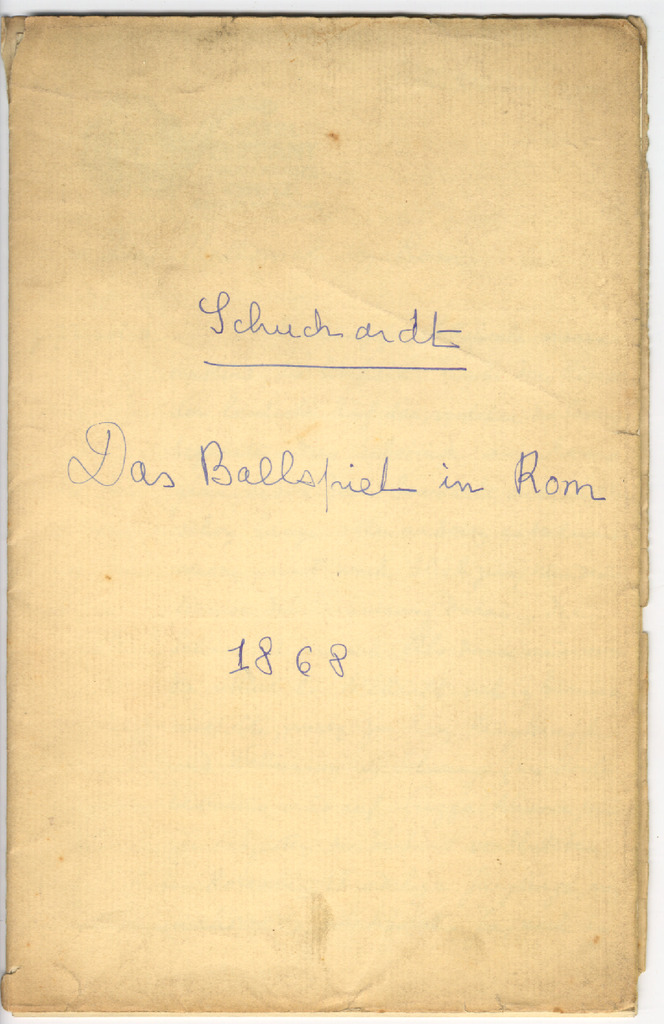 Schuchardt
Das Ballspiel in Rom
1868